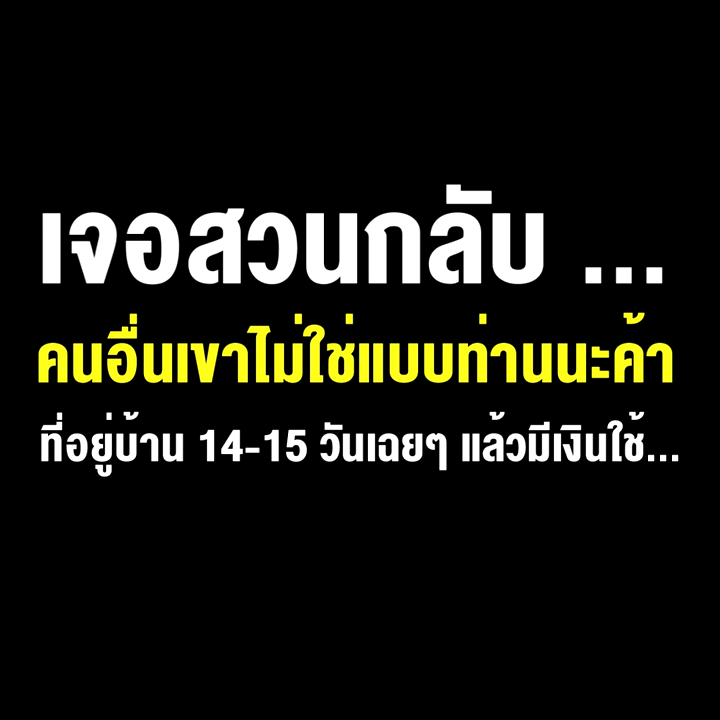 เจอสวนกลับ ...
คนอื่นเขาไม่ใช่แบบท่านนะค้า
ที่อยู่บ้าน 14-15 วันเฉยๆ แล้วมีเงินใช้...